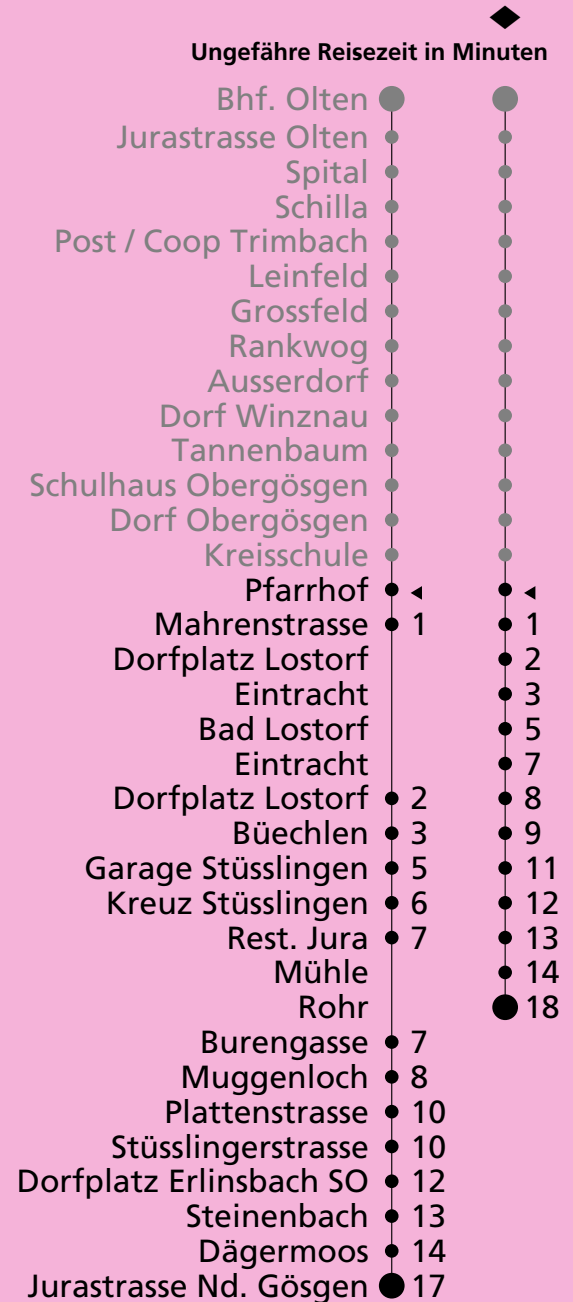 Ungefähre Reisezeit in Minuten
Bhf. Olten
Jurastrasse Olten
Spital
Schilla
Post / Coop Trimbach
Leinfeld
Grossfeld
Rankwog
Ausserdorf
Dorf Winznau
Tannenbaum
Schulhaus Obergösgen
Dorf Obergösgen
Kreisschule
Pfarrhof
Mahrenstrasse 1 1
Dorfplatz Lostorf 2
Eintracht 3
Bad Lostorf 5
Eintracht 7
Dorfplatz Lostorf 2 8
Büechlen 3 9
Garage Stüsslingen 5 11
Kreuz Stüsslingen 6 12
Rest. Jura 7 13
Mühle 14
Rohr 18
Burengasse 7
Muggenloch 8
Plattenstrasse 10
Stüsslingerstrasse 10
Dorfplatz Erlinsbach SO 12
Steinenbach 13
Dägermoos 14
Jurastrasse Nd. Gösgen 17